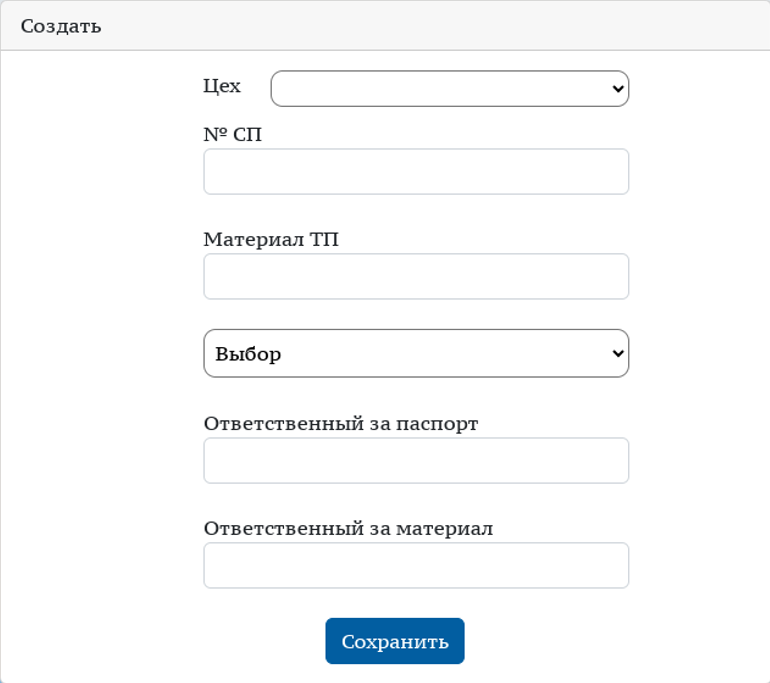 Создать
Цех
№ СП
Материал ТП
Выбор
Ответственный за паспорт
Ответственный за материал
Сохранить